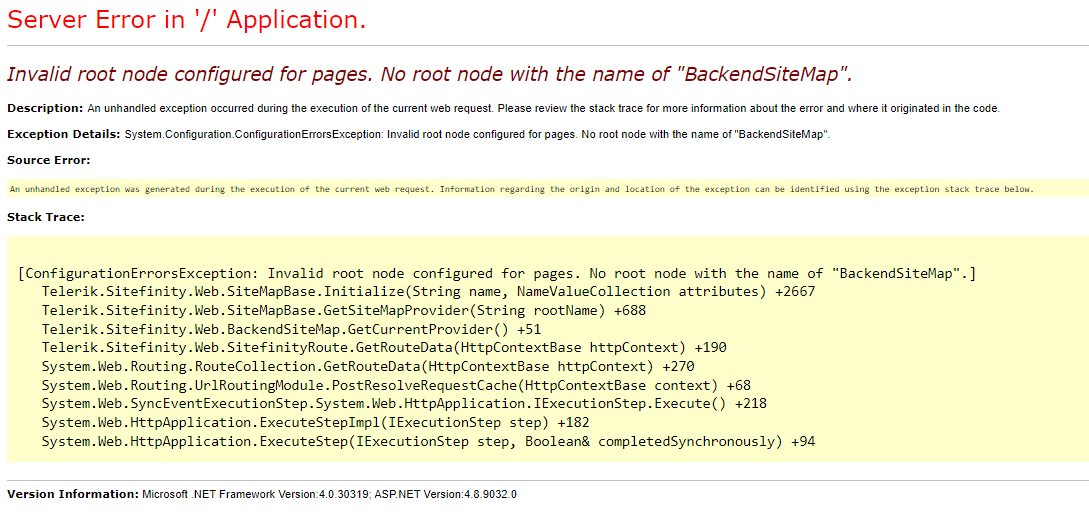 Server Error in '/' Application.
Invalid root node configured for pages. No root node with the name of "BackendSiteMap".
Description: An unhandled exception occurred during the execution of the current web request. Please review the stack trace for more information about the error and where it originated in the code.
Exception Details: System.Configuration.ConfigurationErrorsException: Invalid root node configured for pages. No root node with the name of "BackendSiteMap".
Source Error:
An unhandled exception was generated during the execution of the current web request. Information regarding the origin and location of the exception can be identified using the exception stack trace below.
Stack Trace:
[ConfigurationErrorsException: Invalid root node configured for pages. No root node with the name of "BackendSiteMap".]
Telerik.Sitefinity.Web.SiteMapBase.Initialize(String name, NameValueCollection attributes) +2667
Telerik.Sitefinity.Web.SiteMapBase.GetSiteMapProvider(String rootName) +688
Telerik.Sitefinity.Web.BackendSiteMap.GetCurrentProvider() +51
Telerik.Sitefinity.Web.SitefinityRoute.GetRouteData(HttpContextBase httpContext) +190
System.Web.Routing.RouteCollection.GetRouteData(HttpContextBase httpContext) +270
System.Web.Routing.UrlRoutingModule.PostResolveRequestCache(HttpContextBase context) +68
System.Web.SyncEventExecutionStep.System.Web.HttpApplication.IExecutionStep.Execute() +218
System.Web.HttpApplication.ExecuteStepImpl(IExecutionStep step) +182
System.Web.HttpApplication.ExecuteStep(IExecutionStep step, Boolean& completedSynchronously) +94
Version Information: Microsoft .NET Framework Version:4.0.30319; ASP.NET Version:4.8.9032.0